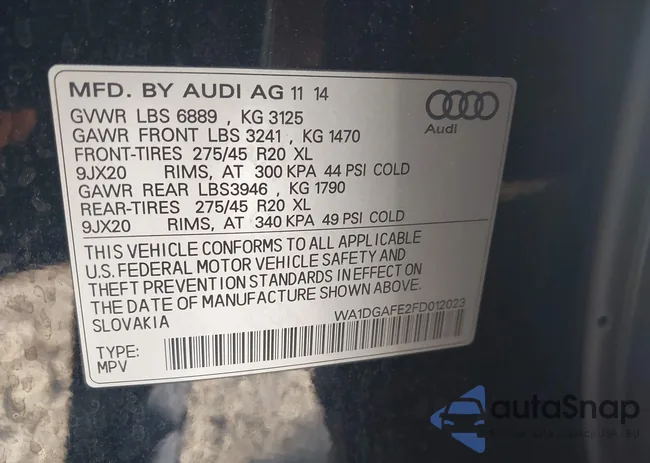 MFD. BY AUDI AG 11 14
Audi
GVWR LBS 6889 , KG 3125
GAWR FRONT LBS 3241 , KG 1470
FRONT-TIRES 275/45 R20 XL
9JX20 RIMS, AT 300 KPA 44 PSI COLD
GAWR REAR LBS3946 , KG 1790
REAR-TIRES 275/45 R20 XL
9JX20 RIMS, AT 340 KPA 49 PSI COLD
THIS VEHICLE CONFORMS TO ALL APPLICABLE
U.S. FEDERAL MOTOR VEHICLE SAFETY AND
THEFT PREVENTION STANDARDS IN EFFECT ON
THE DATE OF MANUFACTURE SHOWN ABOVE.
SLOVAKIA
WA1DGAFE2FD012023
TYPE:
MPV
autoSnap